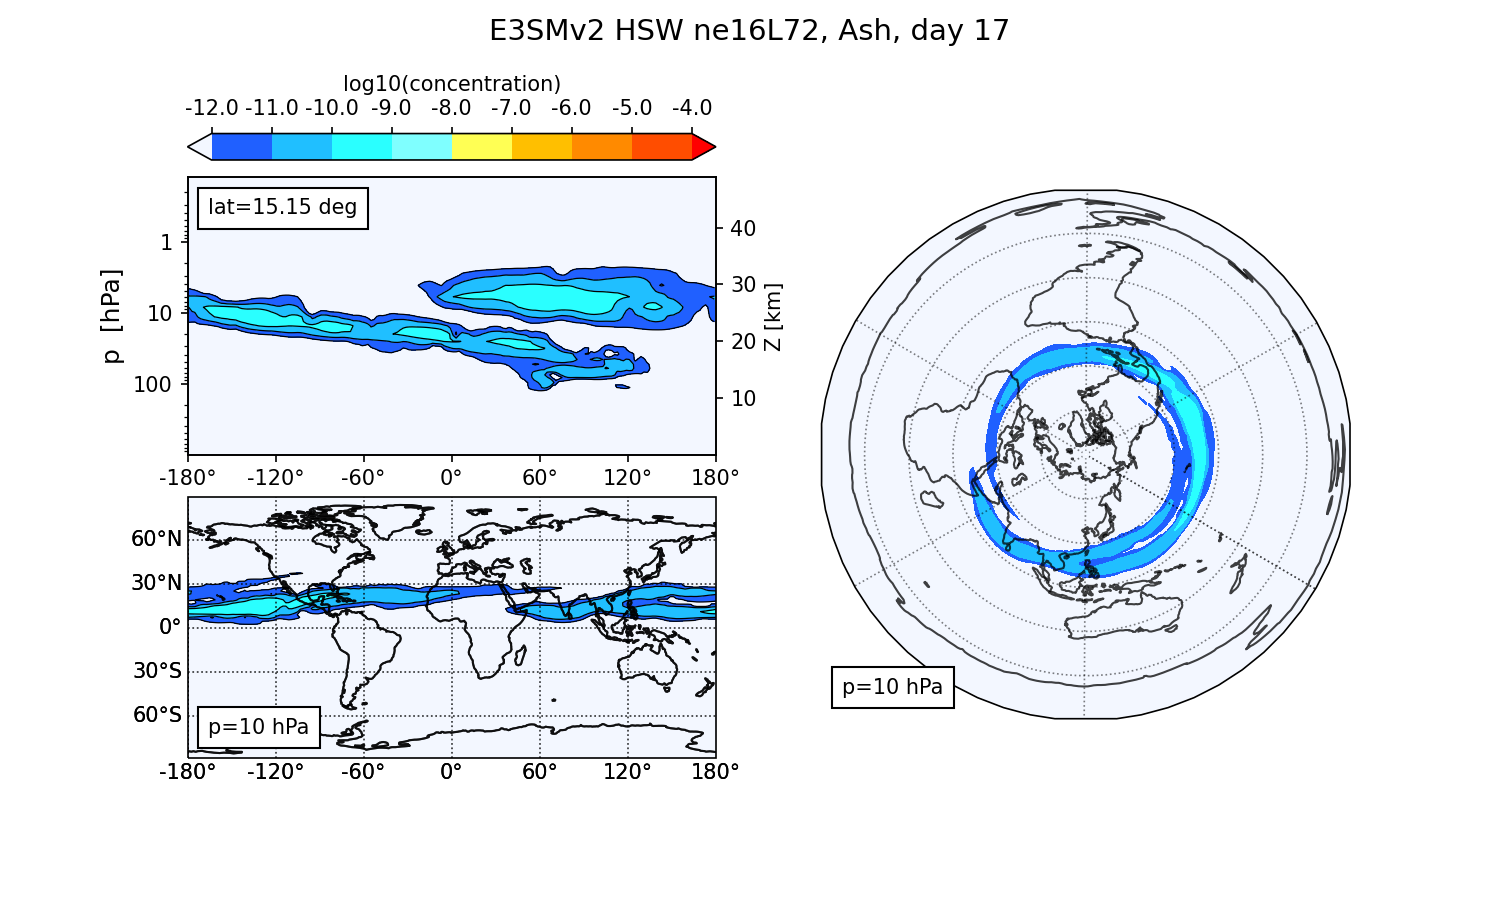 E3SMv2 HSW ne16L72, Ash, day 17
log10(concentration)
-12.0 -11.0 -10.0 -9.0 -8.0 -7.0 -6.0 -5.0 -4.0
lat=15.15 deg
p [hPa]
1
10
100
40
30
20
10
Z [km]
-180° -120° -60° 0° 60° 120° 180°
60°N
30°N
0°
30°S
60°S
p=10 hPa
-180° -120° -60° 0° 60° 120° 180°
p=10 hPa